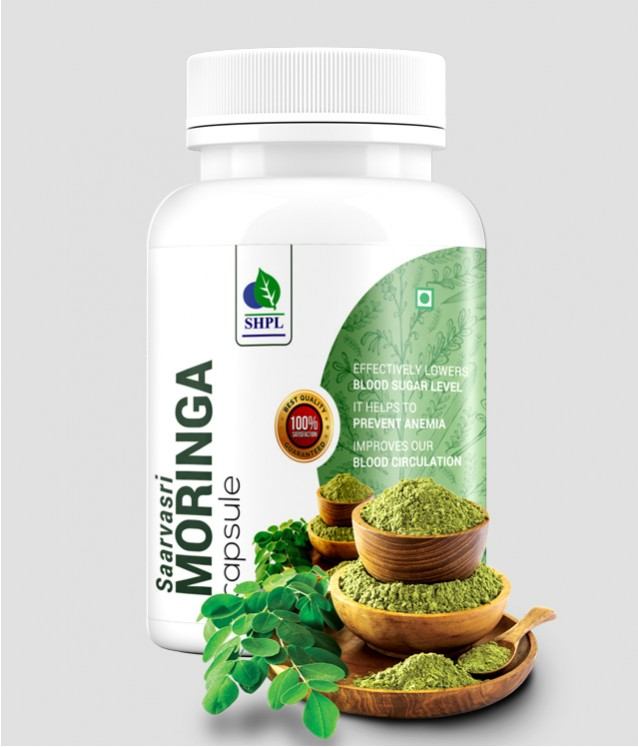 SHPL
EFFECTIVELY LOWERS
BLOOD SUGAR LEVEL
IT HELPS TO
PREVENT ANEMIA
IMPROVES OUR
BLOOD CIRCULATION
BEST QUALITY
100%
SATISFACTION
GUARANTEED
Saarvasri
MORINGA
capsule